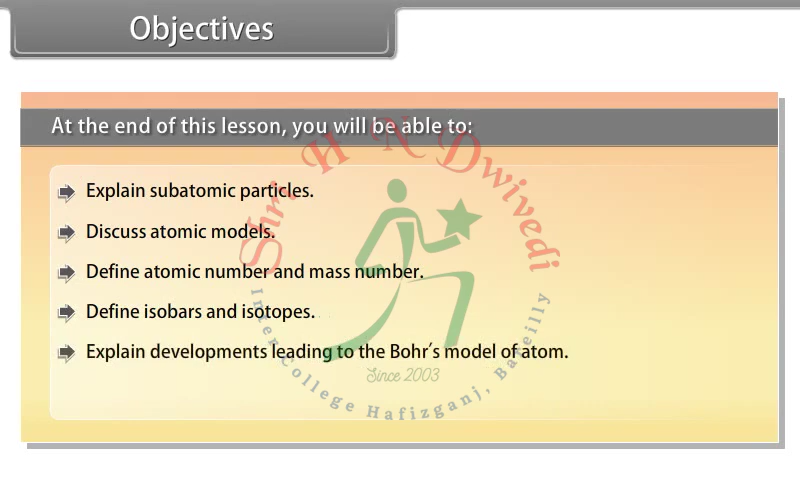 Objectives
At the end of this lesson, you will be able to:
Explain subatomic particles.
Discuss atomic models.
Define atomic number and mass number.
Define isobars and isotopes.
Explain developments leading to the Bohr′s model of atom.
Shri H N Dwivedi
Inter College Hafizganj, Bareilly
Since 2003